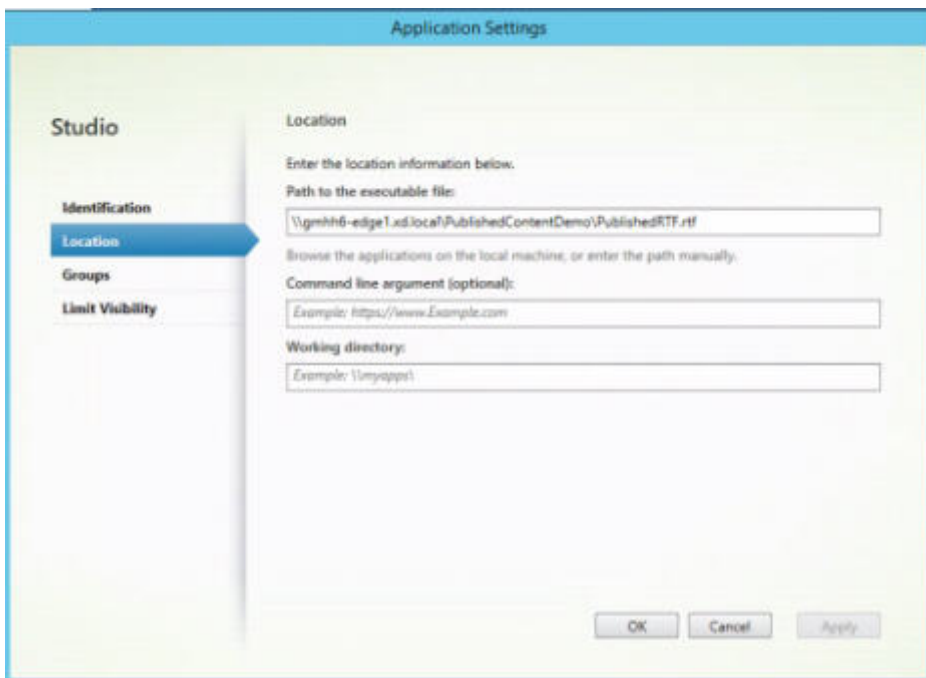 Application Settings
Studio
Identification
Location
Groups
Limit Visibility
Location
Enter the location information below.
Path to the executable file:
\\gmhh6-edge1.xd.local\PublishedContentDemo\PublishedRTF.rtf
Browse the applications on the local machine, or enter the path manually.
Command line argument (optional):
Example: https://www.Example.com
Working directory:
Example: \\myapps\
OK
Cancel
Apply